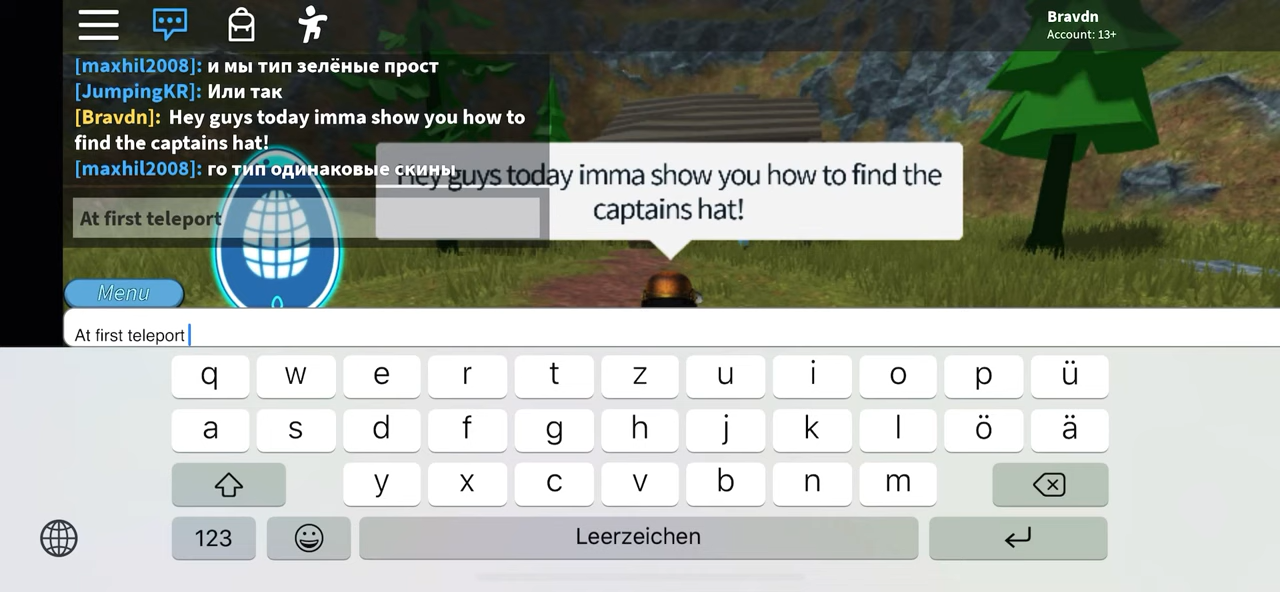 Bravdn
Account: 13+
[maxhil2008]: и мы тип зелёные прост
[JumpingKR]: Или так
[Bravdn]: Hey guys today imma show you how to
find the captains hat!
[maxhil2008]: го тип одинаковые скины
Hey guys today imma show you how to find the
captains hat!
At first teleport
Menu
At first teleport
q w e r t z u i o p ü
a s d f g h j k l ö ä
y x c v b n m
123 Leerzeichen